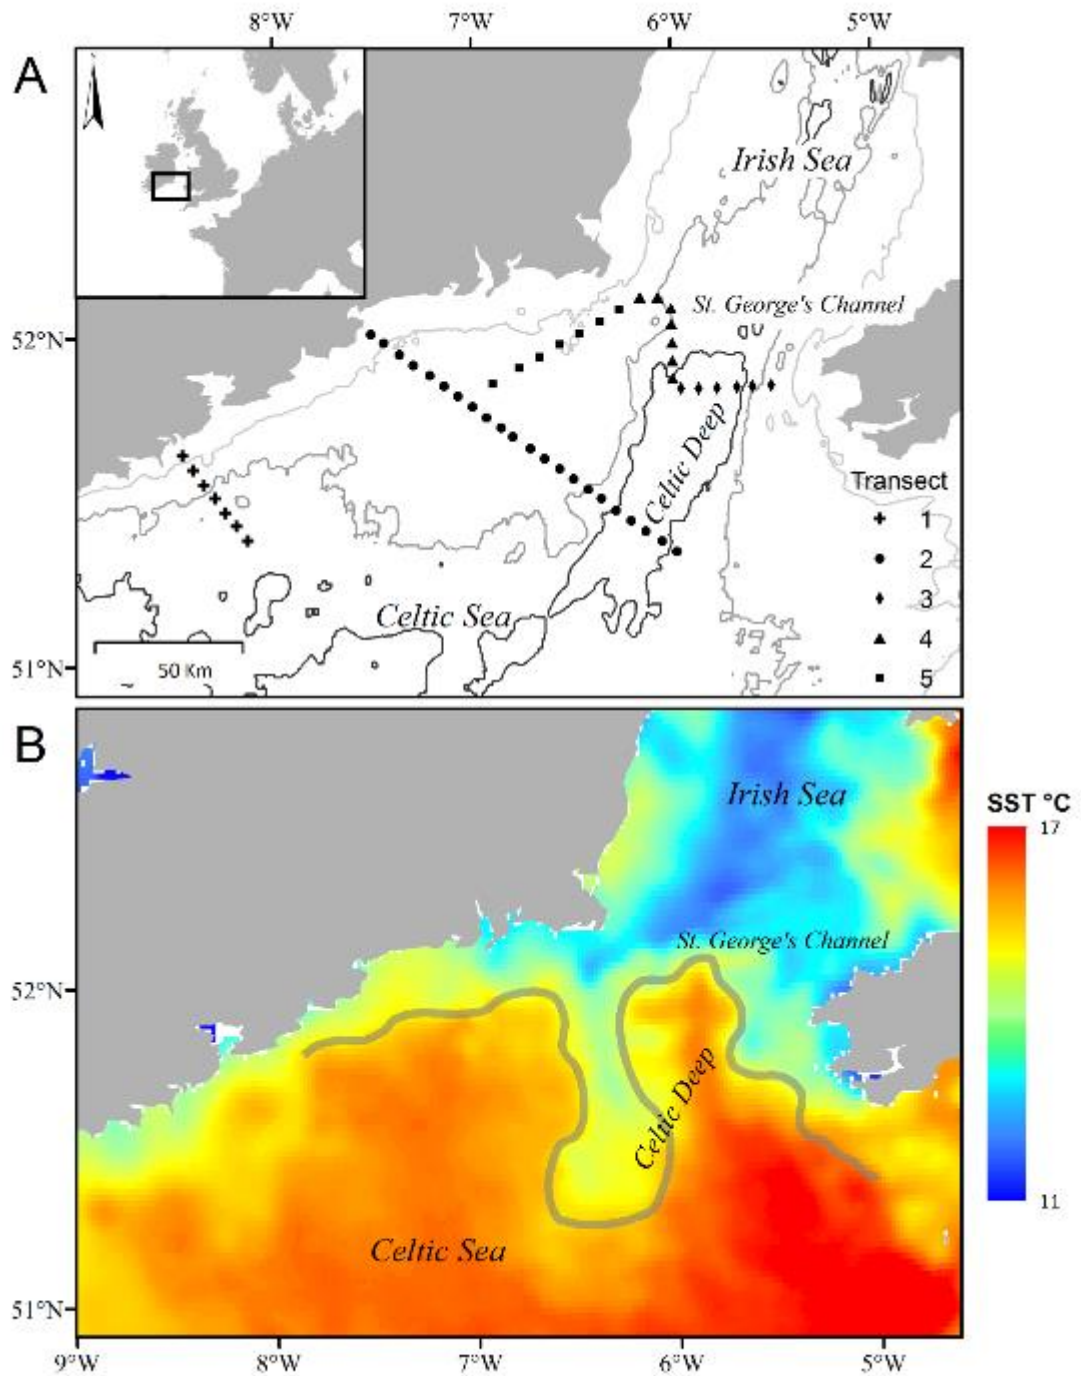 8°W 7°W 6°W 5°W
A
Irish Sea
St. George's Channel
52°N
Celtic Deep
Transect
1
2
3
4
5
Celtic Sea
50 Km
51°N
B
Irish Sea
SST °C
17
St. George's Channel
52°N
Celtic Deep
11
Celtic Sea
51°N
9°W 8°W 7°W 6°W 5°W